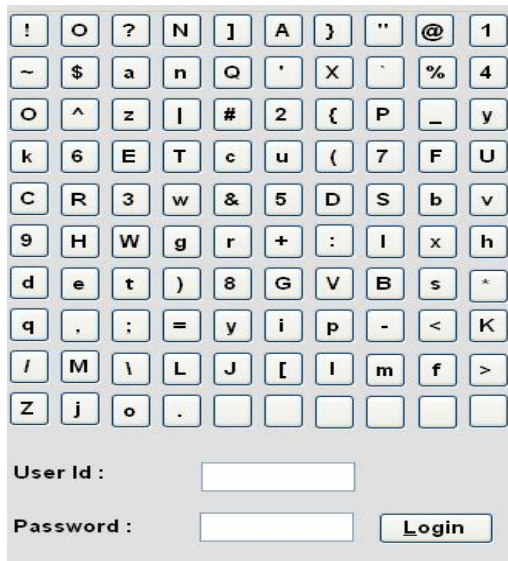 ! O ? N ] A } " @ 1
~ $ a n Q ' X ` % 4
O ^ z | # 2 { P _ y
k 6 E T c u ( 7 F U
C R 3 w & 5 D S b v
9 H W g r + : I x h
d e t ) 8 G V B s *
q , ; = y i p - < K
/ M \ L J [ l m f >
Z j o .
User Id :
Password :
Login